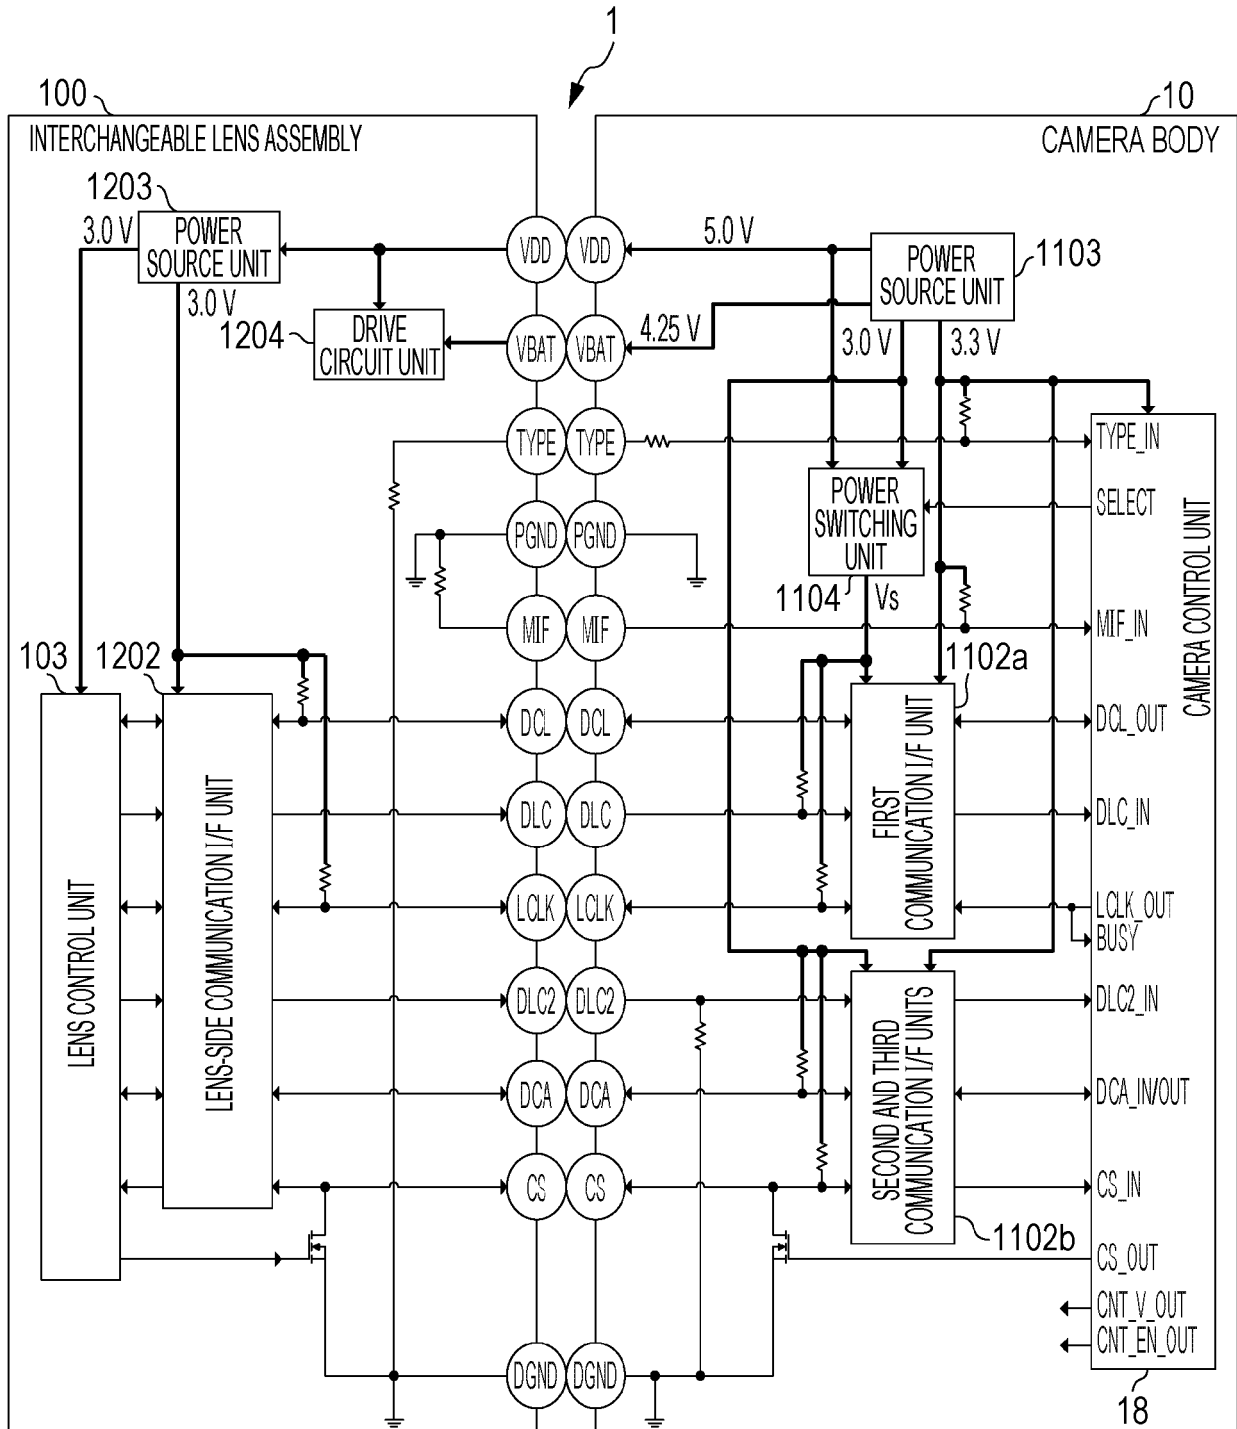 1
100
10
INTERCHANGEABLE LENS ASSEMBLY
CAMERA BODY
1203
3.0 V
POWER
SOURCE UNIT
3.0 V
1204
DRIVE
CIRCUIT UNIT
VDD
VDD
5.0 V
POWER
SOURCE UNIT
1103
VBAT
VBAT
4.25 V
3.0 V
3.3 V
TYPE
TYPE
TYPE_IN
POWER
SWITCHING
UNIT
SELECT
PGND
PGND
1104
Vs
MIF
MIF
MIF_IN
CAMERA CONTROL UNIT
103
1202
1102a
DCL
DCL
DCL_OUT
DLC
DLC
DLC_IN
FIRST
COMMUNICATION I/F UNIT
LENS CONTROL UNIT
LENS-SIDE COMMUNICATION I/F UNIT
LCLK
LCLK
LCLK_OUT
BUSY
DLC2
DLC2
DLC2_IN
SECOND AND THIRD
COMMUNICATION I/F UNITS
DCA
DCA
DCA_IN/OUT
CS
CS
CS_IN
1102b
CS_OUT
CNT_V_OUT
CNT_EN_OUT
DGND
DGND
18